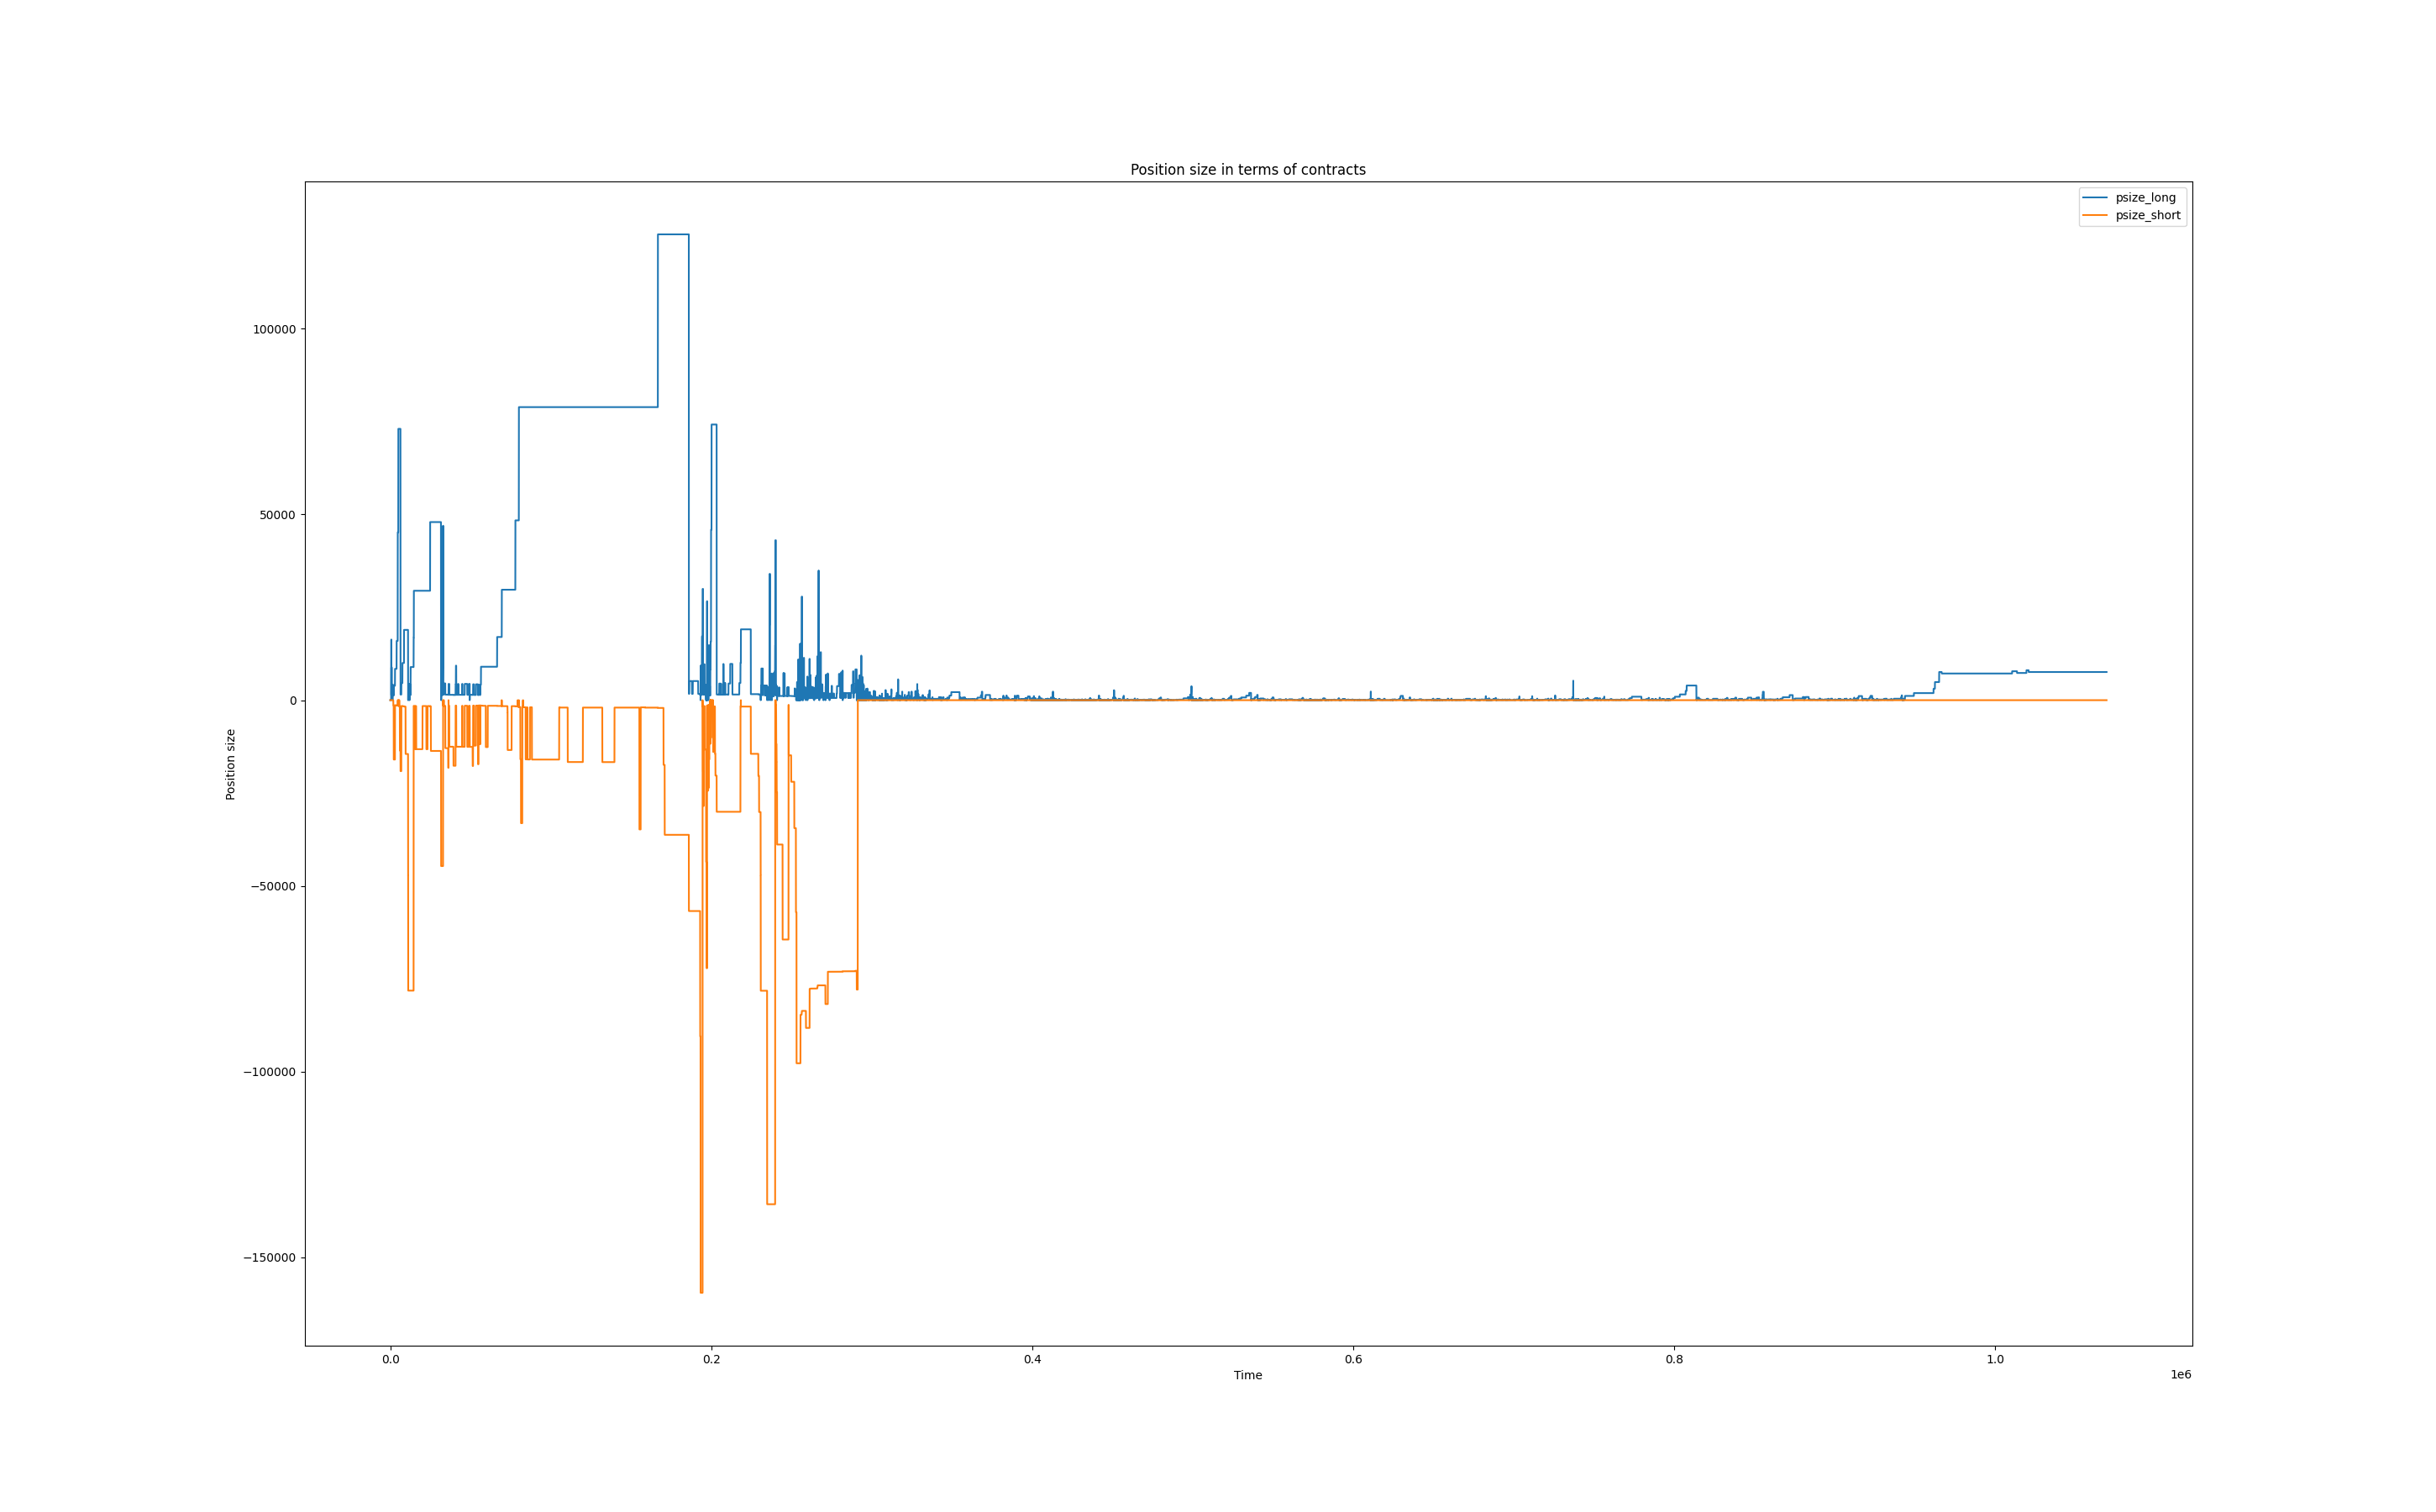 Position size in terms of contracts
psize_long
psize_short
Position size
100000
50000
0
−50000
−100000
−150000
0.0
0.2
0.4
0.6
0.8
1.0
1e6
Time